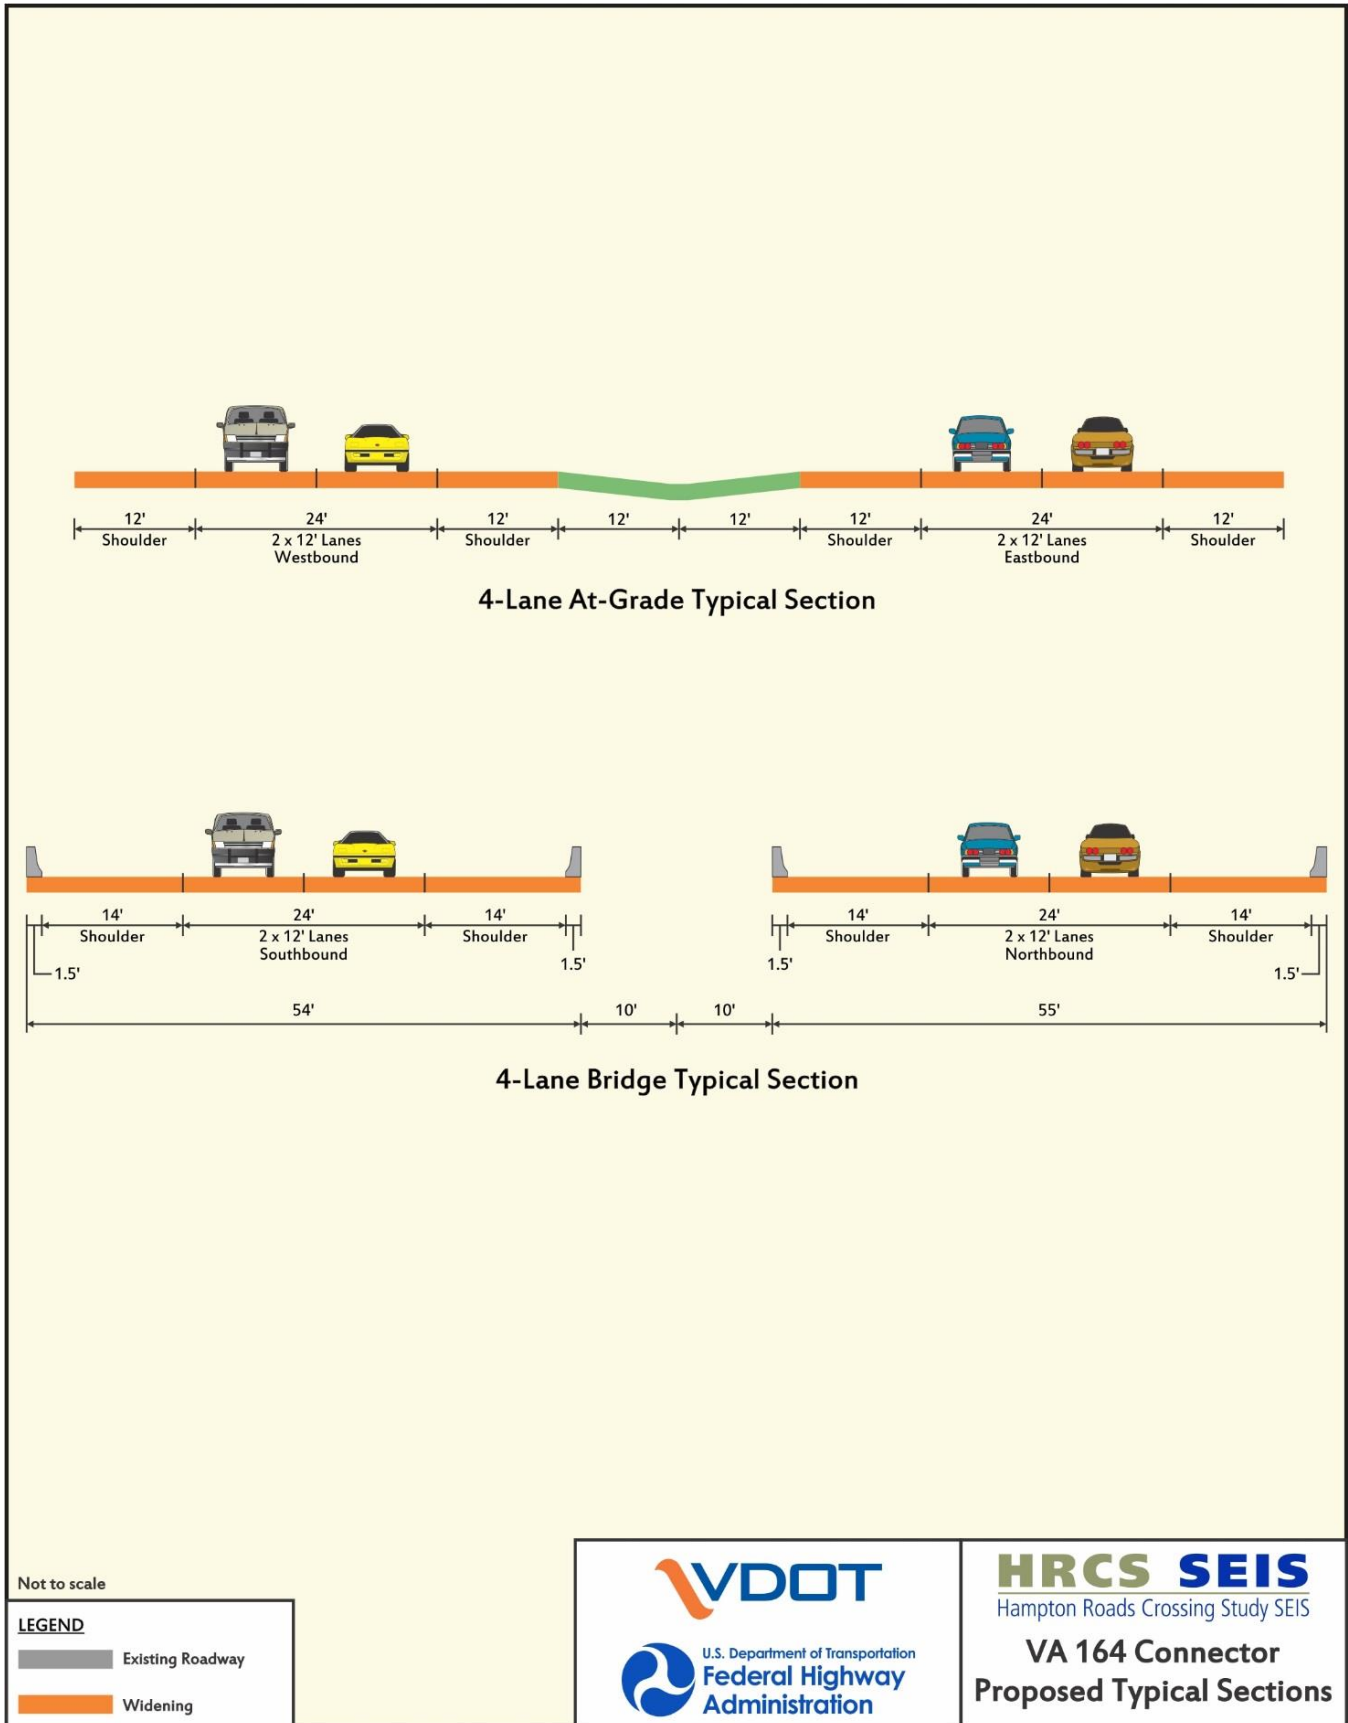 12' 24' 12' 12' 12' 12' 24' 12'
Shoulder 2 x 12' Lanes Shoulder Shoulder 2 x 12' Lanes Shoulder
Westbound Eastbound
4-Lane At-Grade Typical Section
14' 24' 14' 14' 24' 14'
Shoulder 2 x 12' Lanes Shoulder Shoulder 2 x 12' Lanes Shoulder
Southbound Northbound
1.5' 1.5' 1.5' 1.5'
54' 10' 10' 55'
4-Lane Bridge Typical Section
Not to scale
LEGEND
Existing Roadway
Widening
VDOT
U.S. Department of Transportation
Federal Highway
Administration
HRCS SEIS
Hampton Roads Crossing Study SEIS
VA 164 Connector
Proposed Typical Sections